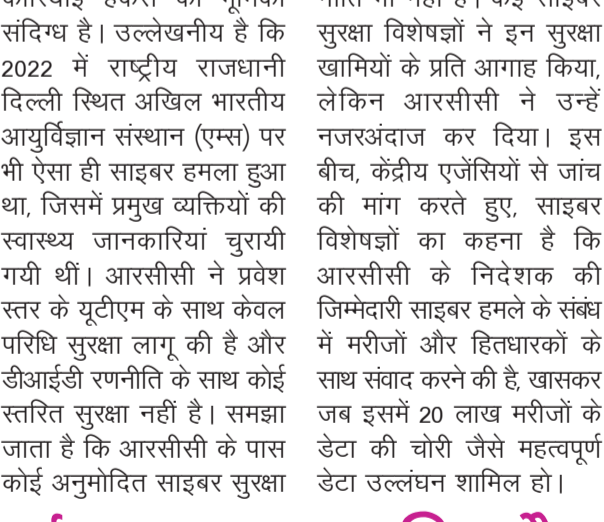 संदिग्ध है। उल्लेखनीय है कि
2022 में राष्ट्रीय राजधानी
दिल्ली स्थित अखिल भारतीय
आयुर्विज्ञान संस्थान (एम्स) पर
भी ऐसा ही साइबर हमला हुआ
था, जिसमें प्रमुख व्यक्तियों की
स्वास्थ्य जानकारियां चुरायी
गयी थीं। आरसीसी ने प्रवेश
स्तर के यूटीएम के साथ केवल
परिधि सुरक्षा लागू की है और
डीआईडी रणनीति के साथ कोई
स्तरित सुरक्षा नहीं है। समझा
जाता है कि आरसीसी के पास
कोई अनुमोदित साइबर सुरक्षा
सुरक्षा विशेषज्ञों ने इन सुरक्षा
खामियों के प्रति आगाह किया,
लेकिन आरसीसी ने उन्हें
नजरअंदाज कर दिया। इस
बीच, केंद्रीय एजेंसियों से जांच
की मांग करते हुए, साइबर
विशेषज्ञों का कहना है कि
आरसीसी के निदेशक की
जिम्मेदारी साइबर हमले के संबंध
में मरीजों और हितधारकों के
साथ संवाद करने की है, खासकर
जब इसमें 20 लाख मरीजों के
डेटा की चोरी जैसे महत्वपूर्ण
डेटा उल्लंघन शामिल हो।